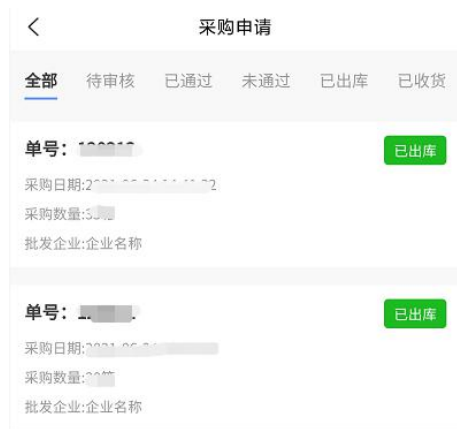 采购申请
全部 待审核 已通过 未通过 已出库 已收货
单号： 已出库
采购日期:
采购数量:
批发企业:企业名称
单号： 已出库
采购日期:
采购数量:
批发企业:企业名称